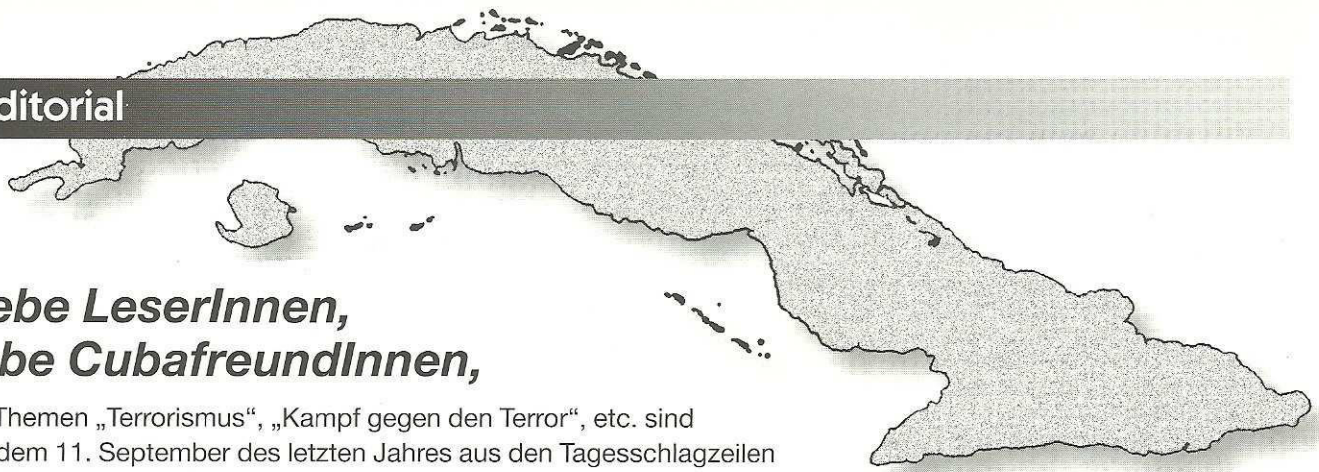 ditorial
ebe LeserInnen,
be CubafreundInnen,
Themen „Terrorismus“, „Kampf gegen den Terror“, etc. sind
dem 11. September des letzten Jahres aus den Tagesschlagzeilen